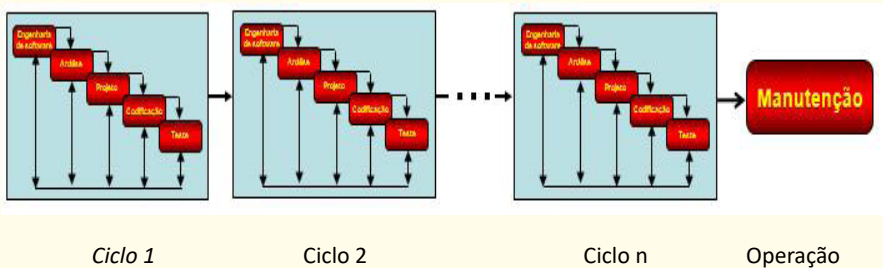 Engenharia
de software
Análise
Projeto
Codificação
Teste
Engenharia
de software
Análise
Projeto
Codificação
Teste
Engenharia
de software
Análise
Projeto
Codificação
Teste
Manutenção
Ciclo 1
Ciclo 2
Ciclo n
Operação